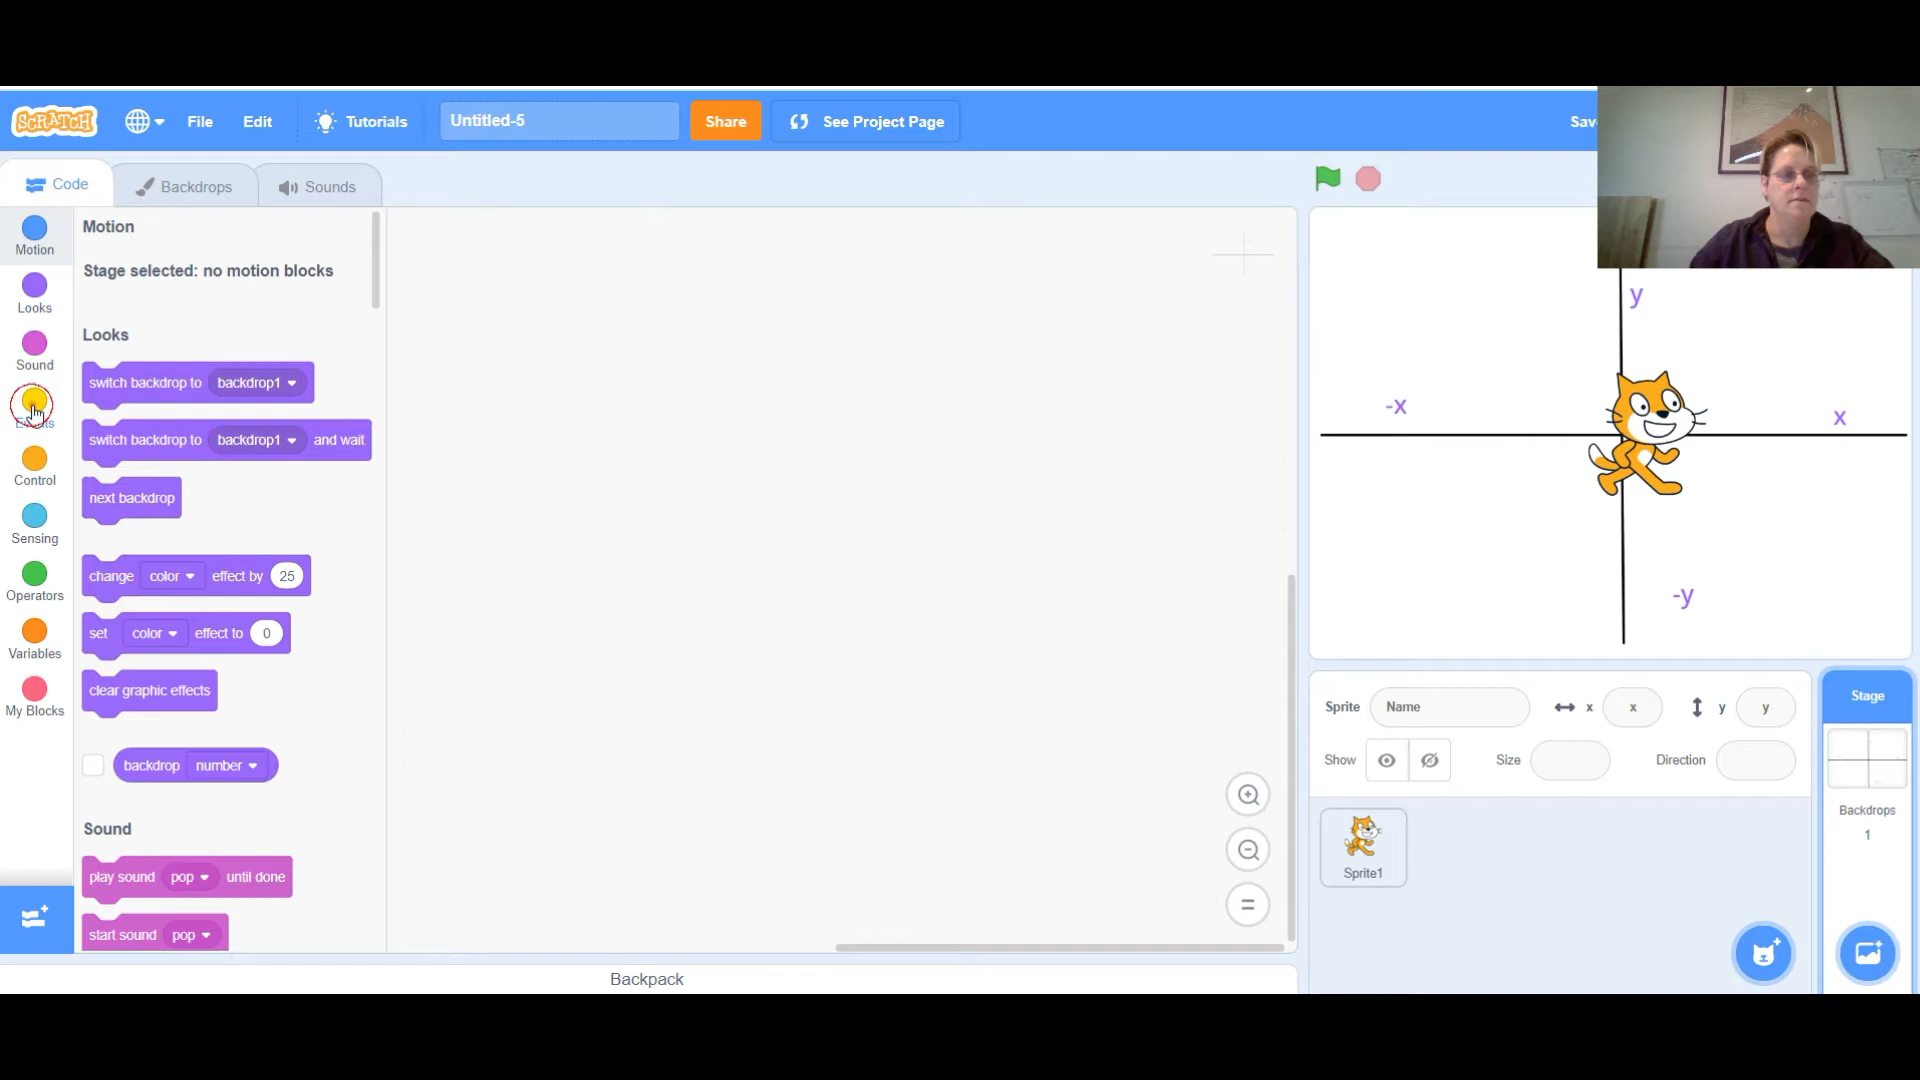 SCRATCH File Edit Tutorials Untitled-5 Share See Project Page Sav
Code Backdrops Sounds
Motion
Looks
Sound
Events
Control
Sensing
Operators
Variables
My Blocks
Motion
Stage selected: no motion blocks
Looks
switch backdrop to backdrop1
switch backdrop to backdrop1 and wait
next backdrop
change color effect by 25
set color effect to 0
clear graphic effects
backdrop number
Sound
play sound pop until done
start sound pop
Backpack
y
-x
x
-y
Sprite Name x x y y
Show Size Direction
Sprite1
Stage
Backdrops
1